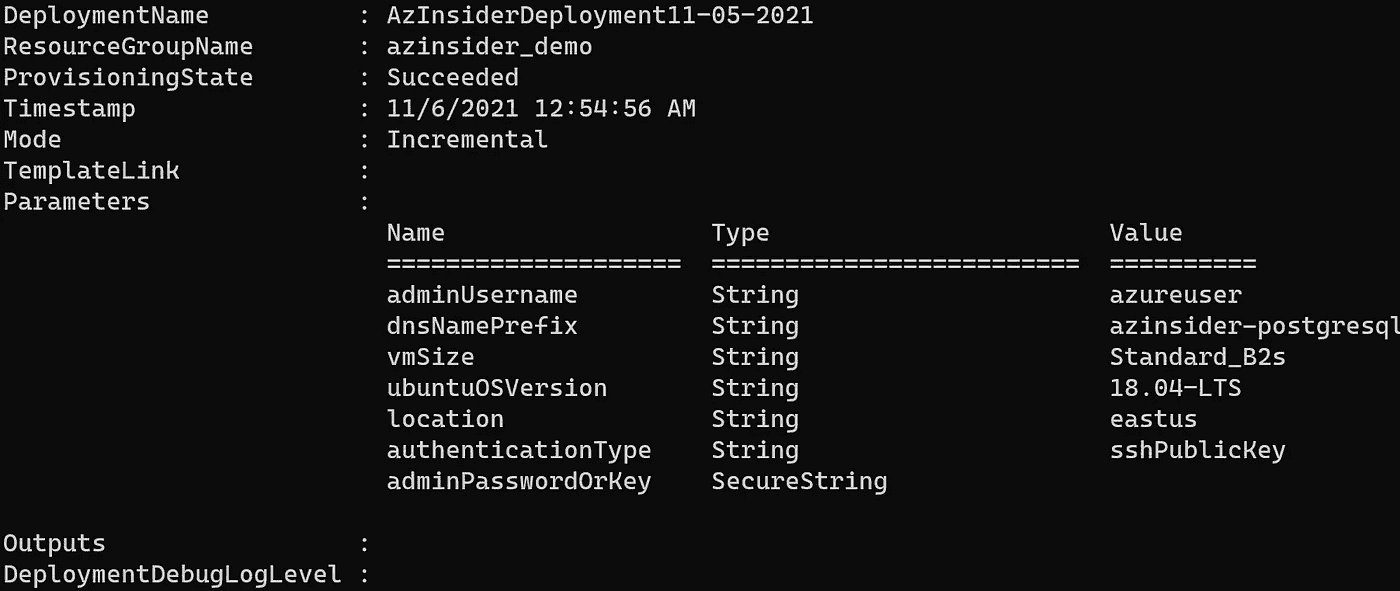 DeploymentName : AzInsiderDeployment11-05-2021
ResourceGroupName : azinsider_demo
ProvisioningState : Succeeded
Timestamp : 11/6/2021 12:54:56 AM
Mode : Incremental
TemplateLink :
Parameters :
Name Type Value
==================== ========================= ==========
adminUsername String azureuser
dnsNamePrefix String azinsider-postgresql
vmSize String Standard_B2s
ubuntuOSVersion String 18.04-LTS
location String eastus
authenticationType String sshPublicKey
adminPasswordOrKey SecureString
Outputs :
DeploymentDebugLogLevel :